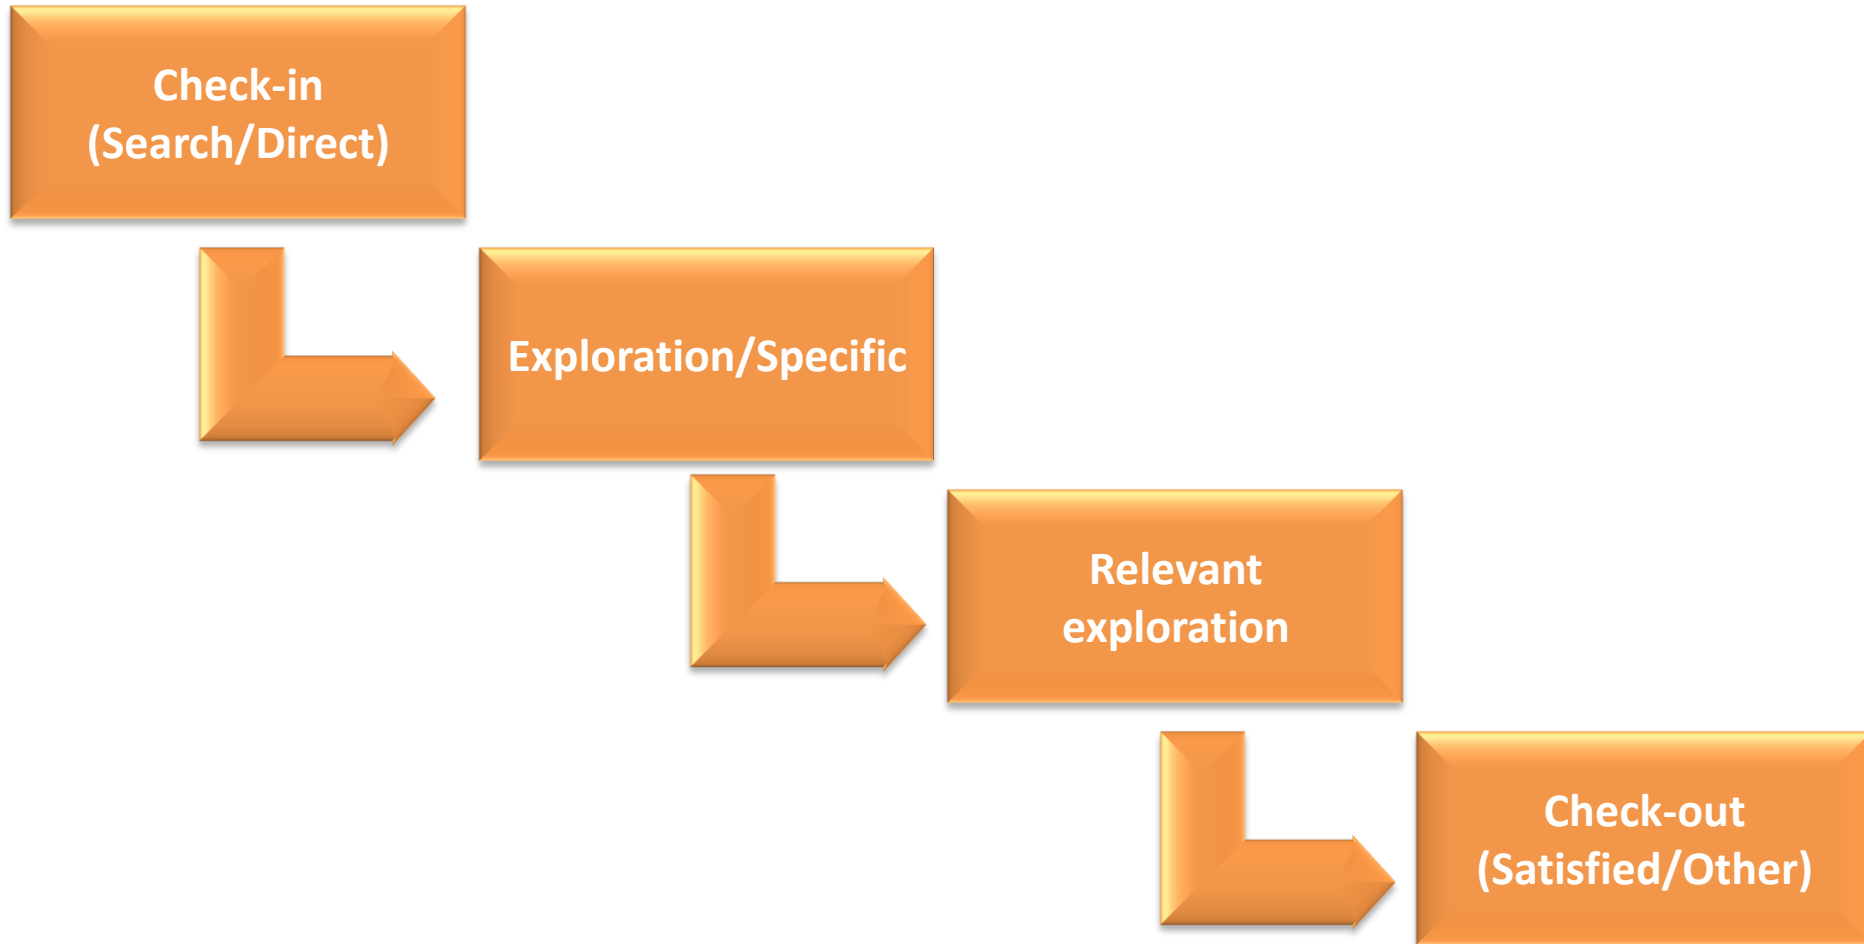 Check-in
(Search/Direct)
Exploration/Specific
Relevant
exploration
Check-out
(Satisfied/Other)